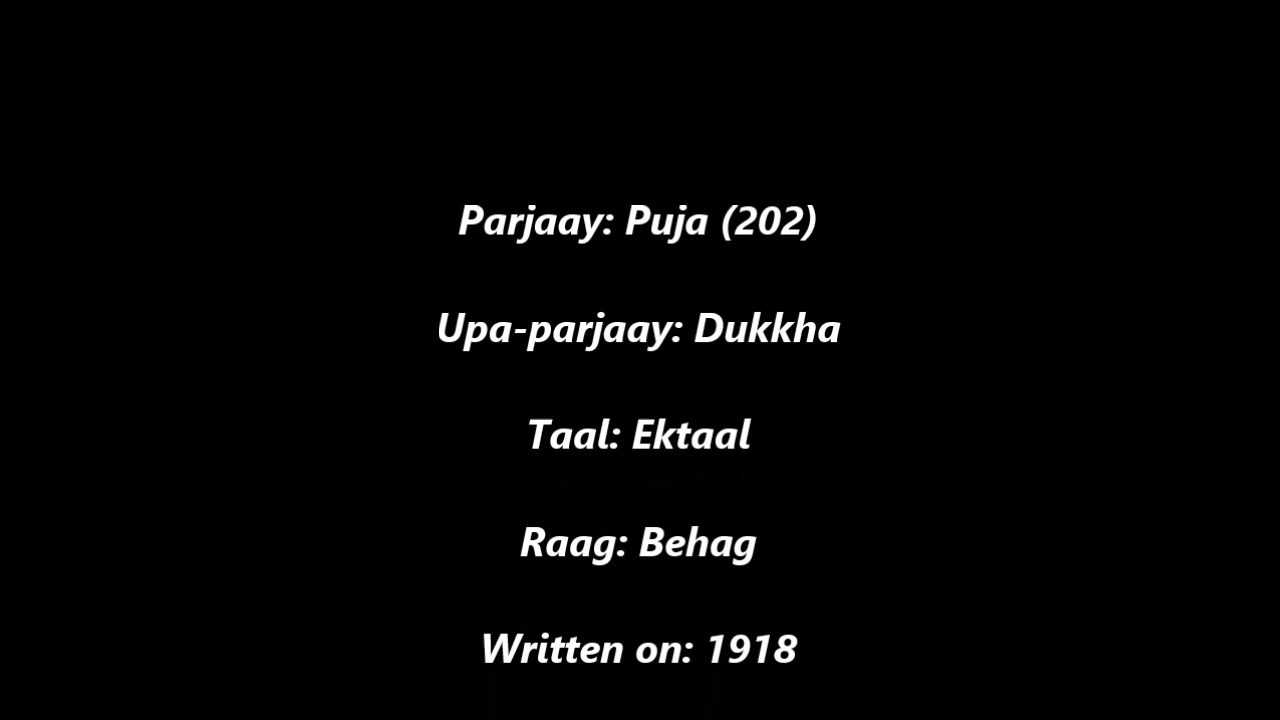 Parjaay: Puja (202)
Upa-parjaay: Dukkha
Taal: Ektaal
Raag: Behag
Written on: 1918